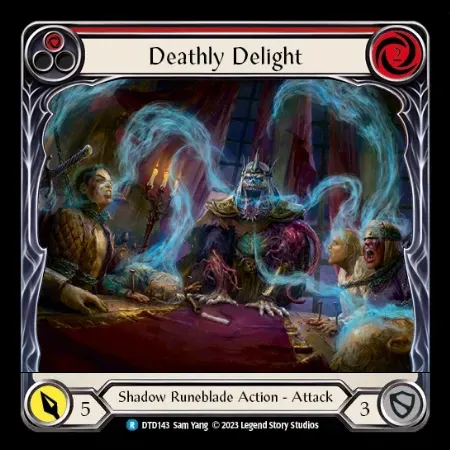 Deathly Delight
2
5
Shadow Runeblade Action - Attack
3
R DTD143 Sam Yang © 2023 Legend Story Studios